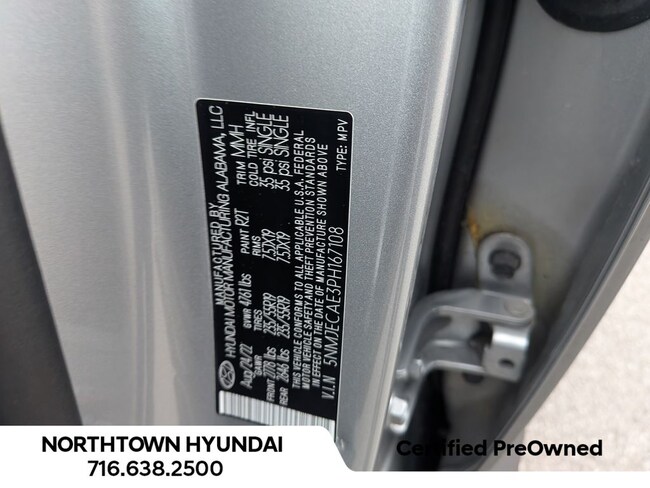 MANUFACTURED BY
HYUNDAI MOTOR MANUFACTURING ALABAMA, LLC
Aug/24/22 GVWR 4761 lbs PAINT R2T TRIM MMH
GAWR TIRES RIMS COLD TIRE INFL
FRONT 2778 lbs 235/55R19 7.5JX19 35 psi SINGLE
REAR 2646 lbs 235/55R19 7.5JX19 35 psi SINGLE
THIS VEHICLE CONFORMS TO ALL APPLICABLE U.S.A. FEDERAL
MOTOR VEHICLE SAFETY AND THEFT PREVENTION STANDARDS
IN EFFECT ON THE DATE OF MANUFACTURE SHOWN ABOVE
V.I.N 5NMJECAE3PH167108 TYPE: MPV
NORTHTOWN HYUNDAI
716.638.2500
Certified PreOwned